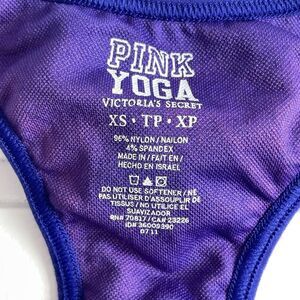 PINK
YOGA
VICTORIA'S SECRET
XS • TP • XP
96% NYLON / NAILON
4% SPANDEX
MADE IN / FAIT EN /
HECHO EN ISRAEL
DO NOT USE SOFTENER / NE
PAS UTILISER D'ASSOUPLIR DE
TISSUS / NO UTILICE EL
SUAVIZADOR
RN# 70817 / CA# 23226
ID# 36009390
0711